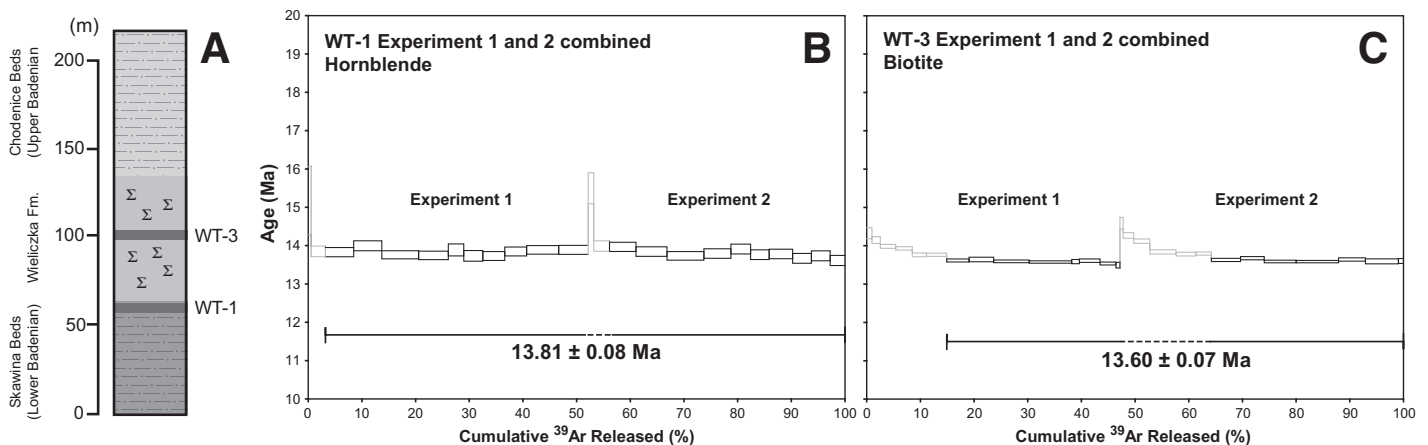 (m)
200
150
100
50
0
Chodenice Beds
(Upper Badenian)
Wieliczka Fm.
Skawina Beds
(Lower Badenian)
Σ
Σ
Σ
Σ
Σ
Σ
Σ
WT-3
WT-1
A
B
WT-1 Experiment 1 and 2 combined
Hornblende
Age (Ma)
20
19
18
17
16
15
14
13
12
11
10
Experiment 1
Experiment 2
13.81 ± 0.08 Ma
0 10 20 30 40 50 60 70 80 90 100
Cumulative ³⁹Ar Released (%)
C
WT-3 Experiment 1 and 2 combined
Biotite
Experiment 1
Experiment 2
13.60 ± 0.07 Ma
0 10 20 30 40 50 60 70 80 90 100
Cumulative ³⁹Ar Released (%)